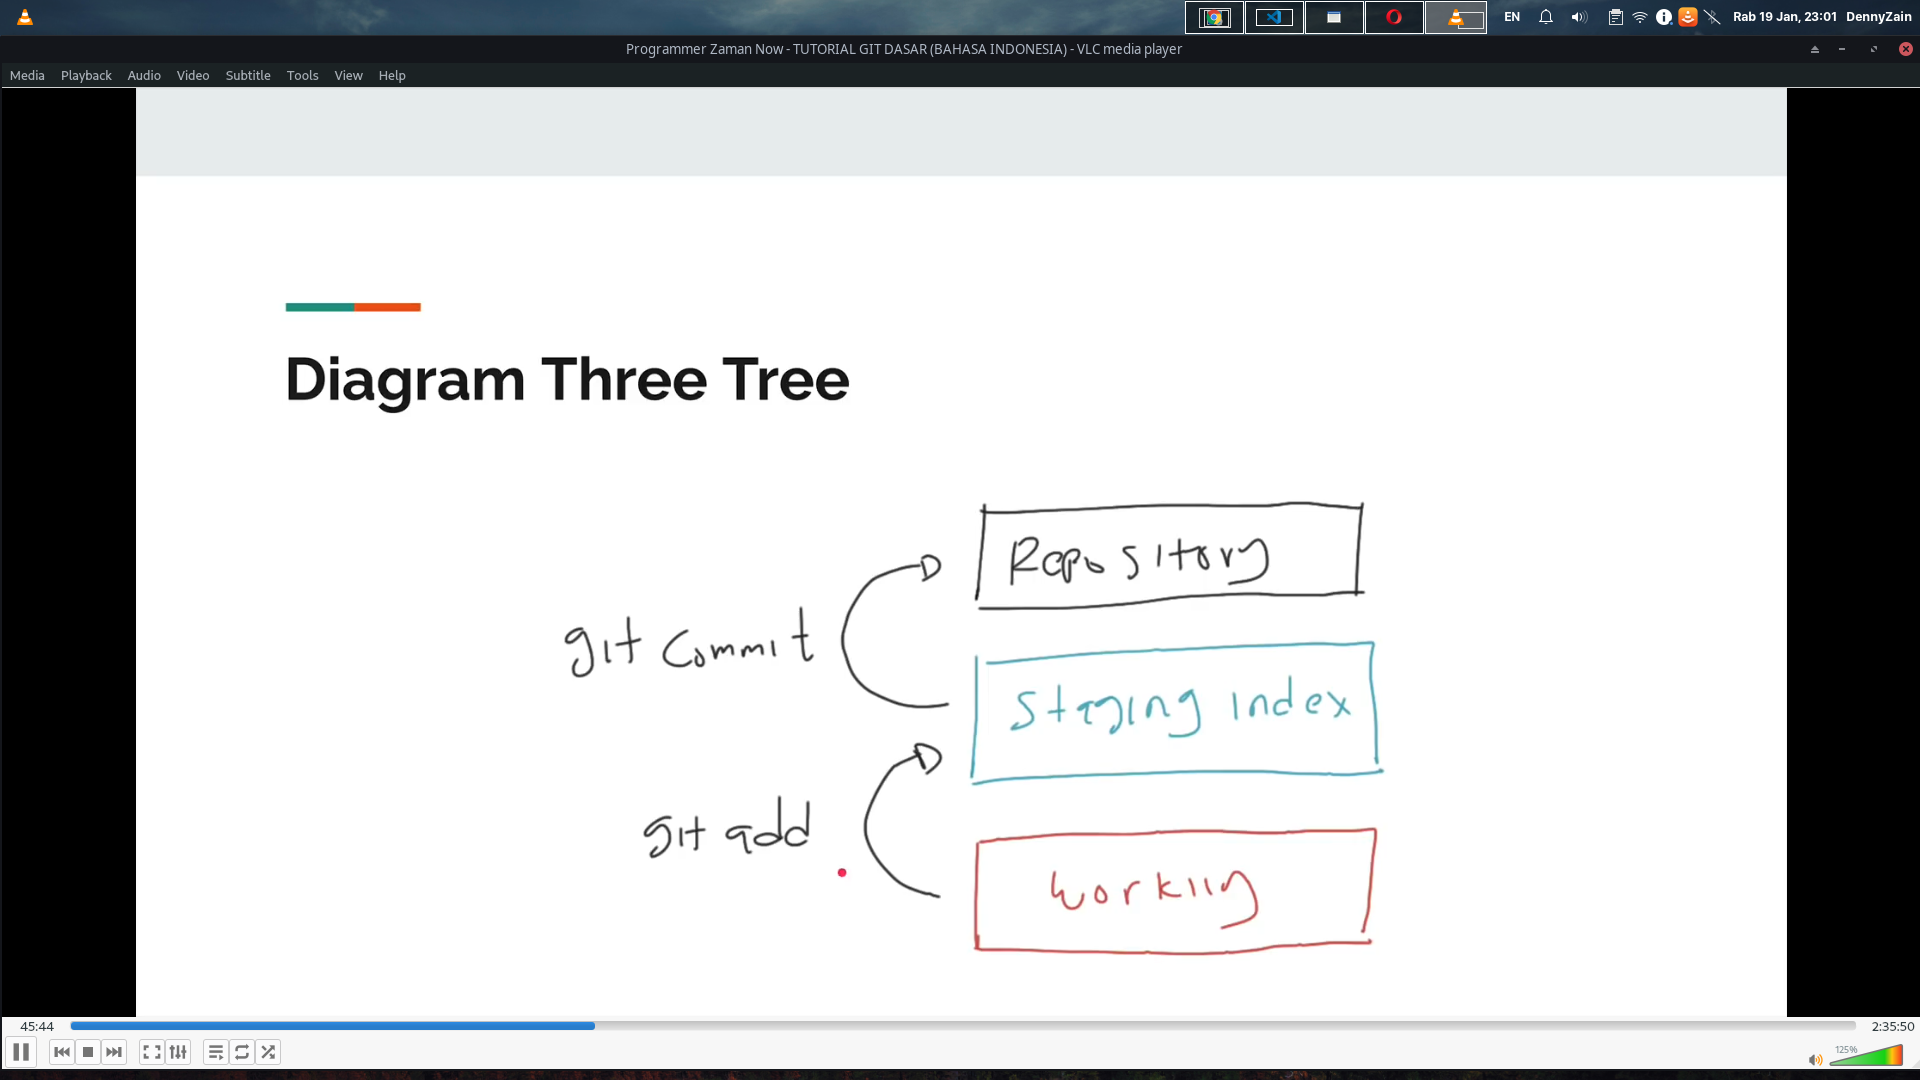 EN
Rab 19 Jan, 23:01 DennyZain
Programmer Zaman Now - TUTORIAL GIT DASAR (BAHASA INDONESIA) - VLC media player
Media Playback Audio Video Subtitle Tools View Help
Diagram Three Tree
Repository
git commit
Staging index
git add
Working
45:44
2:35:50
125%